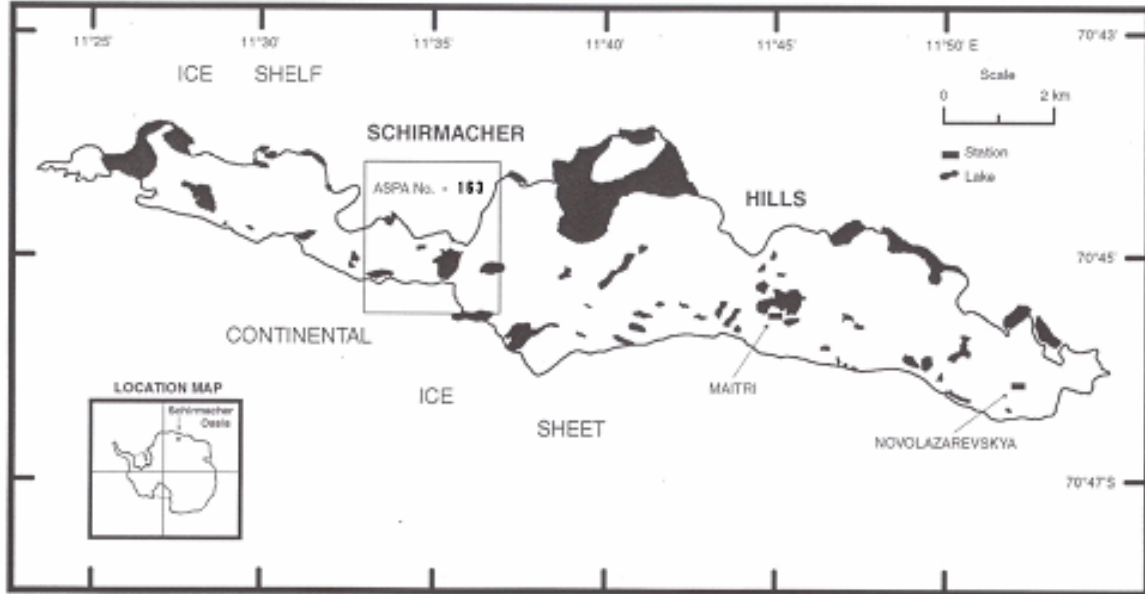 11°25' 11°30' 11°35' 11°40' 11°45' 11°50' E 70°43'
ICE SHELF
Scale
0 2 km
SCHIRMACHER
Station
Lake
ASPA No. - 163
HILLS
70°45'
CONTINENTAL
LOCATION MAP
MAITRI
ICE
Schirmacher
Oasis
SHEET
NOVOLAZAREVSKYA
70°47'S